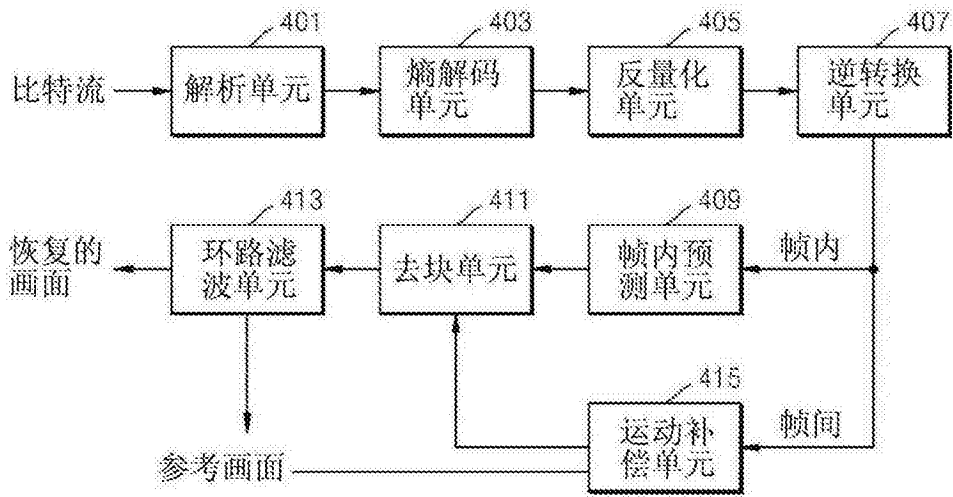 401
403
405
407
比特流
解析单元
熵解码
单元
反量化
单元
逆转换
单元
413
411
409
恢复的
画面
环路滤
波单元
去块单元
帧内预
测单元
帧内
415
参考画面
运动补
偿单元
帧间